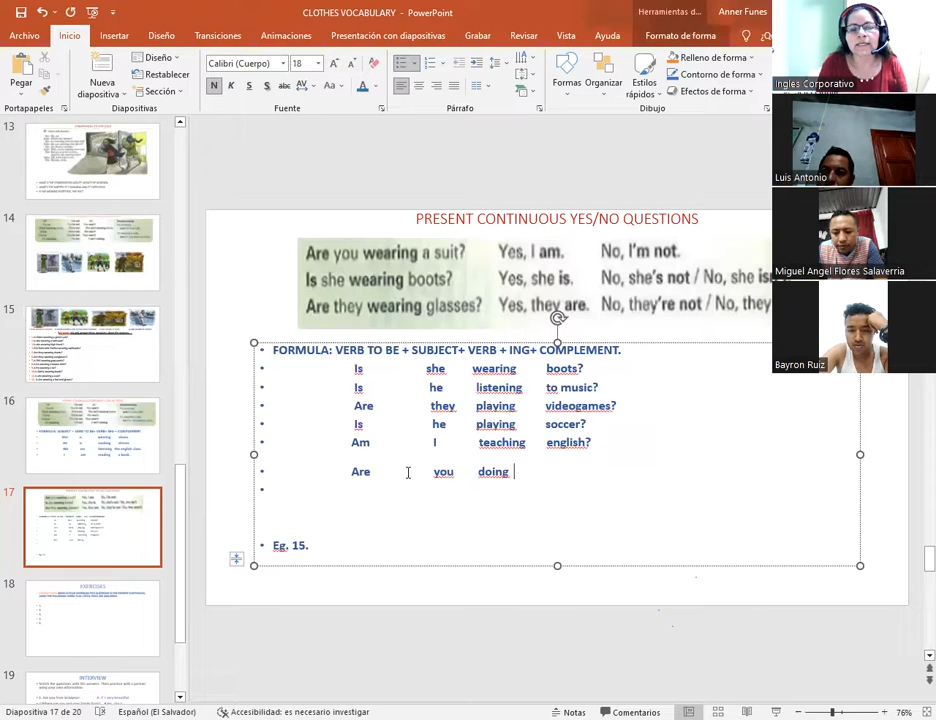 CLOTHES VOCABULARY - PowerPoint
Herramientas d...
Anner Funes
Archivo Inicio Insertar Diseño Transiciones Animaciones Presentación con diapositivas Grabar Revisar Vista Ayuda Formato de forma
Pegar
Nueva
diapositiva
Diseño
Restablecer
Sección
Calibri (Cuerpo) 18
N K S S abc AV Aa A
Formas Organizar Estilos
rápidos
Relleno de forma
Contorno de forma
Efectos de forma
Portapapeles Diapositivas Fuente Párrafo Dibujo
Ingles Corporativo
Luis Antonio
Miguel Angel Flores Salaverria
Bayron Ruiz
13
14
15
16
17
18
EXERCISES
19
INTERVIEW
PRESENT CONTINUOUS YES/NO QUESTIONS
Are you wearing a suit? Yes, I am. No, I'm not.
Is she wearing boots? Yes, she is. No, she's not / No, she is
Are they wearing glasses? Yes, they are. No, they're not / No, they
• FORMULA: VERB TO BE + SUBJECT+ VERB + ING+ COMPLEMENT.
• Is she wearing boots?
• Is he listening to music?
• Are they playing videogames?
• Is he playing soccer?
• Am I teaching english?
• Are you doing
• Eg. 15.
Diapositiva 17 de 20 Español (El Salvador) Accesibilidad: es necesario investigar Notas Comentarios 76%